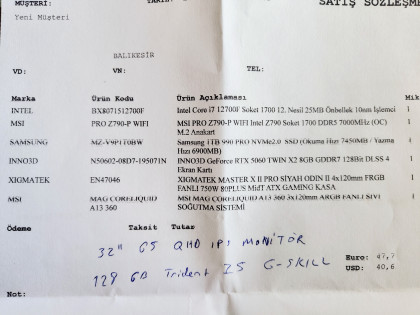 MÜŞTERİ:
SATIŞ SÖZLEŞME
Yeni Müşteri
BALIKESİR
VD: VN: TEL:
Marka Ürün Kodu Ürün Açıklaması Mik
INTEL BX8071512700F Intel Core i7 12700F Soket 1700 12. Nesil 25MB Önbellek 10nm İşlemci 1
MSI PRO Z790-P WIFI MSI PRO Z790-P WIFI Intel Z790 Soket 1700 DDR5 7000MHz (OC) 1
M.2 Anakart
SAMSUNG MZ-V9P1T0BW Samsung 1TB 990 PRO NVMe2.0 SSD (Okuma Hızı 7450MB / Yazma 1
Hızı 6900MB)
INNO3D N50602-08D7-195071N INNO3D GeForce RTX 5060 TWIN X2 8GB GDDR7 128Bit DLSS 4 1
Ekran Kartı
XIGMATEK EN47046 XIGMATEK MASTER X II PRO SİYAH ODIN II 4x120mm FRGB 1
FANLI 750W 80PLUS MidT ATX GAMING KASA
MSI MAG CORELIQUID MSI MAG CORELIQUID A13 360 3x120mm ARGB FANLI SIVI 1
A13 360 SOĞUTMA SİSTEMİ
Ödeme Taksit Tutar
32" G5 QHD IPS MONİTÖR
128 GB Trident Z5 G-SKILL
Euro: 47,7
USD: 40,6
Not: